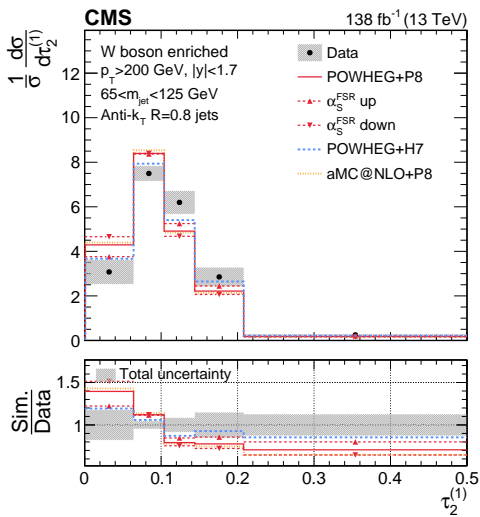 CMS 138 fb⁻¹ (13 TeV)
1/σ dσ/dτ₂⁽¹⁾
W boson enriched
p_T>200 GeV, |y|<1.7
65<m_jet<125 GeV
Anti-k_T R=0.8 jets
Data
POWHEG+P8
α_S^FSR up
α_S^FSR down
POWHEG+H7
aMC@NLO+P8
12
10
8
6
4
2
0
Total uncertainty
Sim.
Data
1.5
1
0 0.1 0.2 0.3 0.4 0.5
τ₂⁽¹⁾